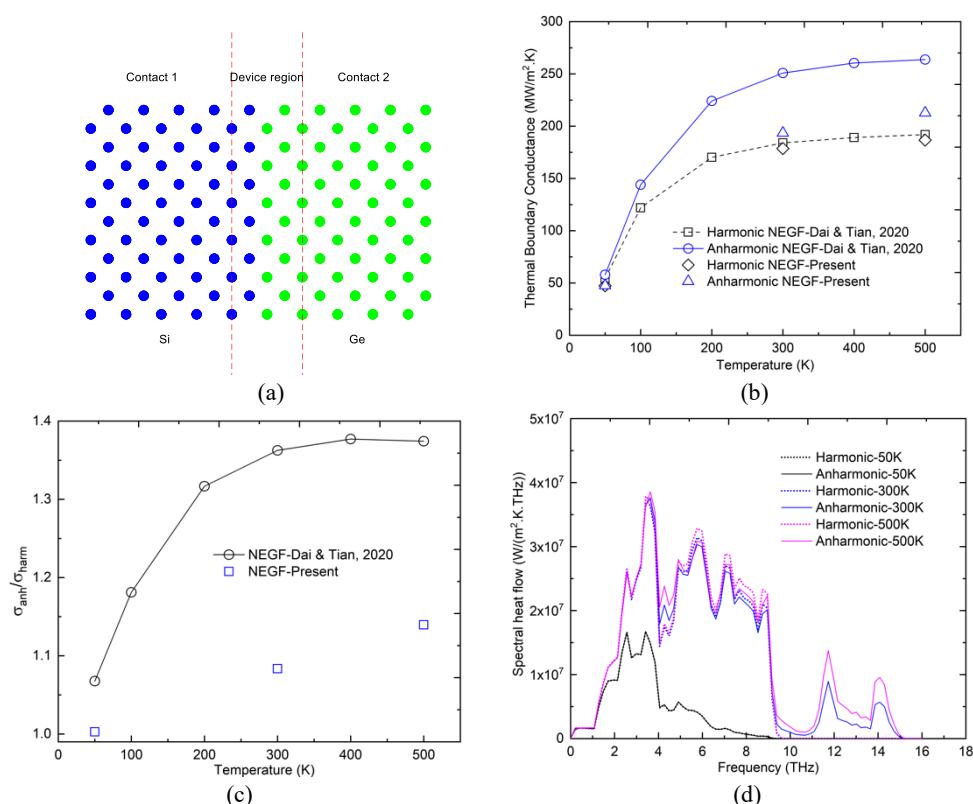 Contact 1
Device region
Contact 2
Si
Ge
(a)
Thermal Boundary Conductance (MW/m².K)
300
250
200
150
100
50
0
Harmonic NEGF-Dai & Tian, 2020
Anharmonic NEGF-Dai & Tian, 2020
Harmonic NEGF-Present
Anharmonic NEGF-Present
0
100
200
300
400
500
Temperature (K)
(b)
σanh/σharm
1.4
1.3
1.2
1.1
1.0
NEGF-Dai & Tian, 2020
NEGF-Present
0
100
200
300
400
500
Temperature (K)
(c)
Spectral heat flow (W/(m².K.THz))
5x10⁷
4x10⁷
3x10⁷
2x10⁷
1x10⁷
0
Harmonic-50K
Anharmonic-50K
Harmonic-300K
Anharmonic-300K
Harmonic-500K
Anharmonic-500K
0
2
4
6
8
10
12
14
16
18
Frequency (THz)
(d)